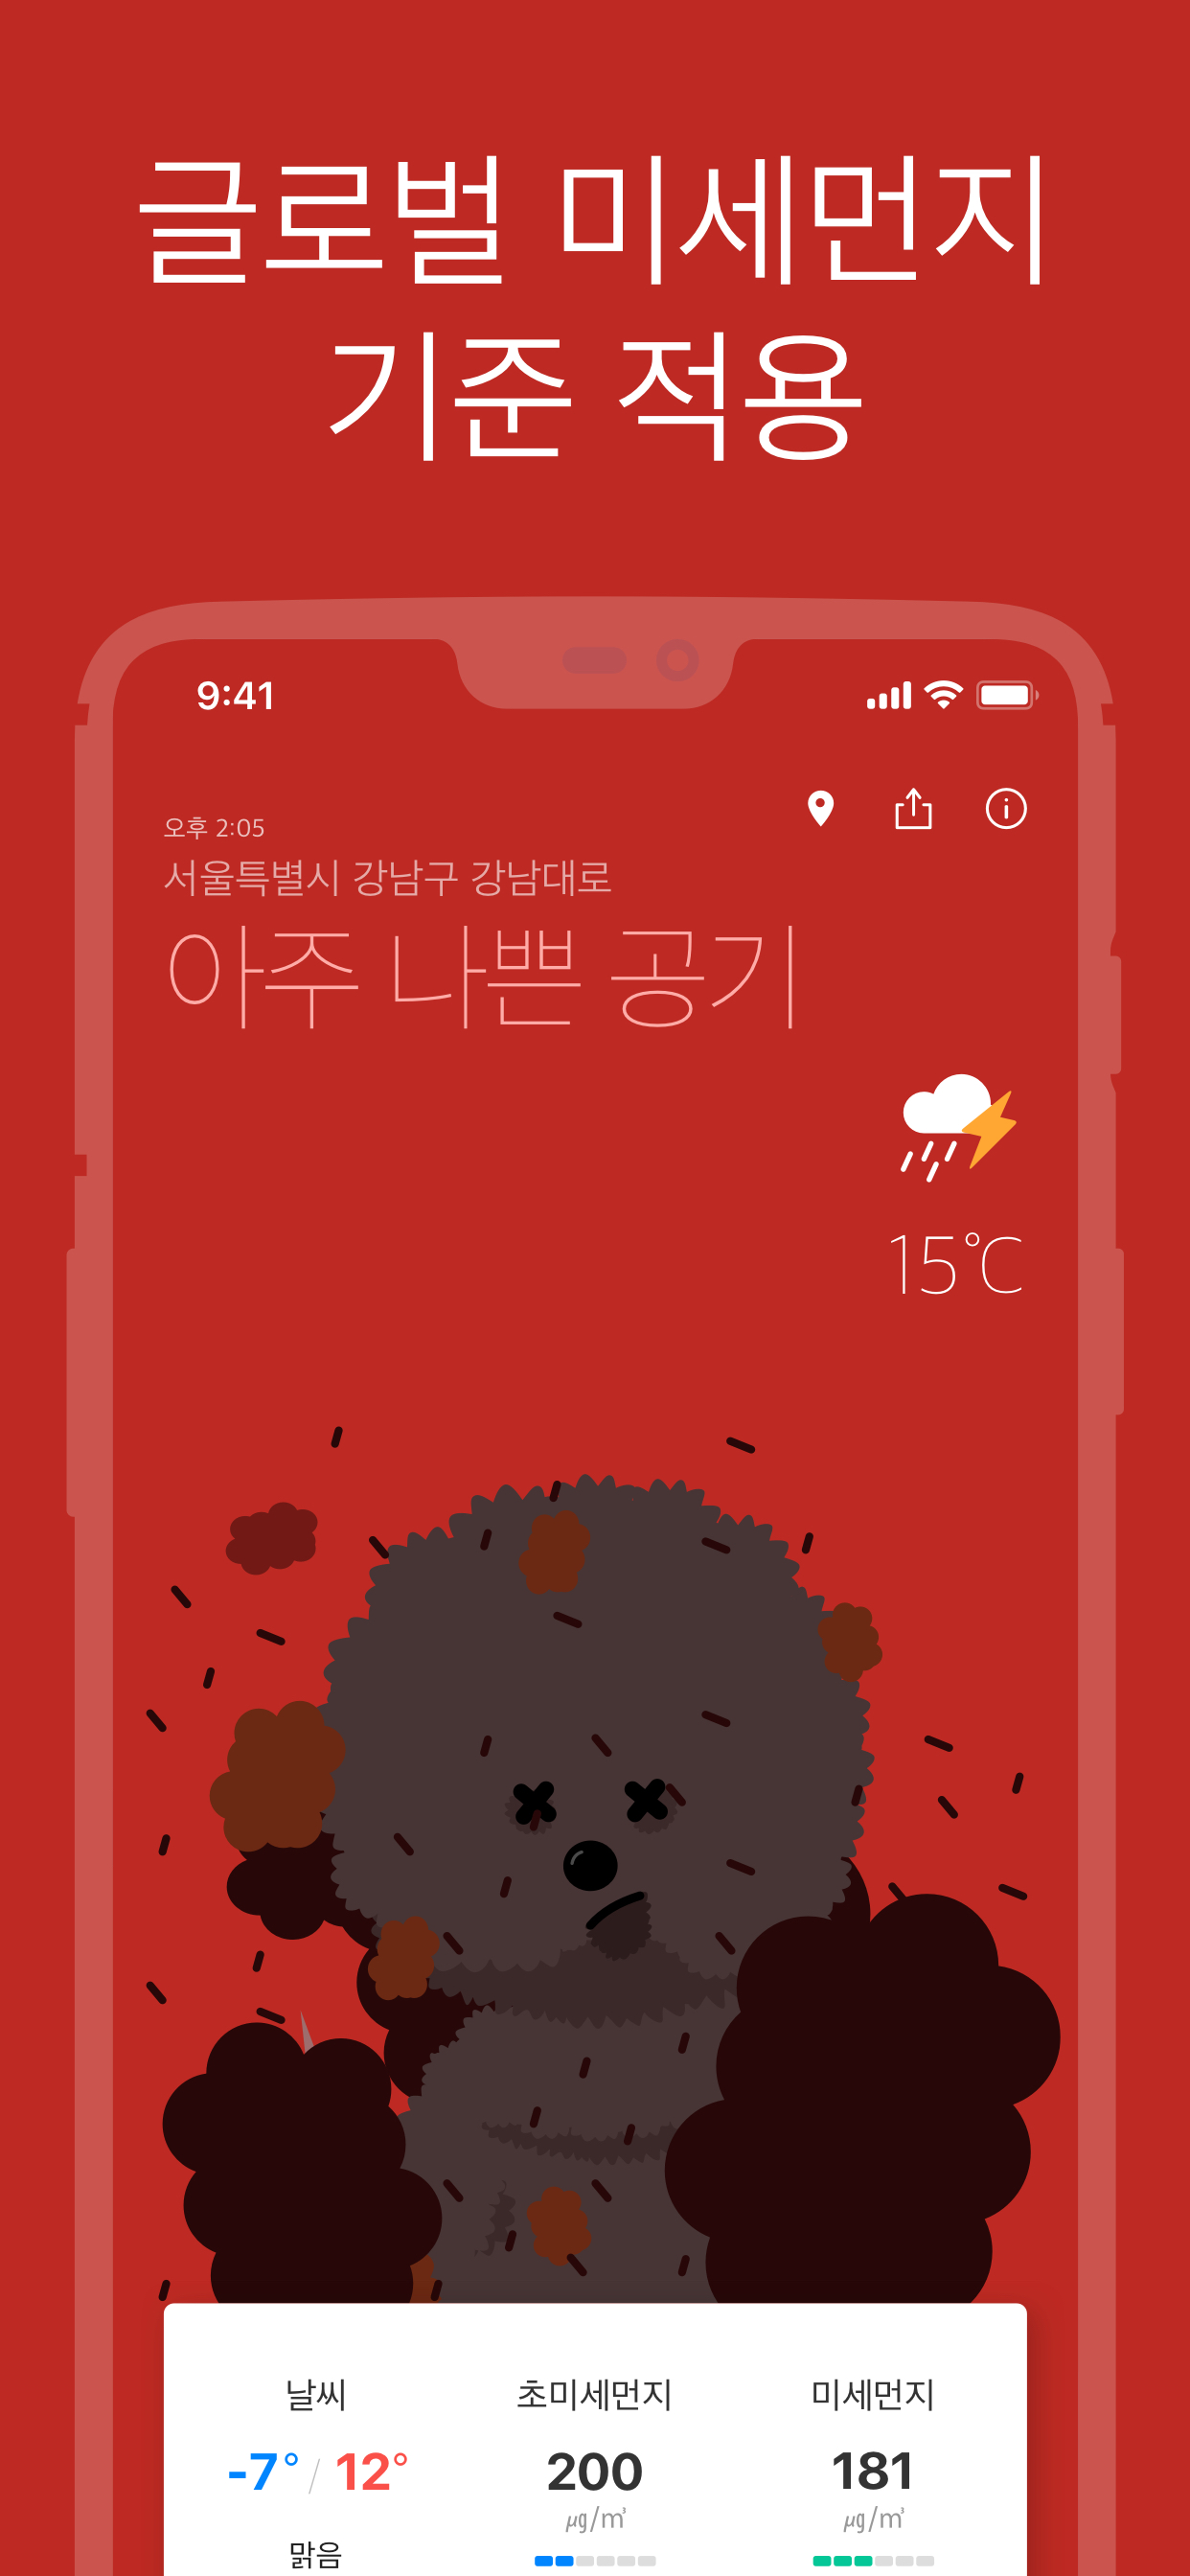 글로벌 미세먼지
기준 적용
9:41
오후 2:05
서울특별시 강남구 강남대로
아주 나쁜 공기
15℃
날씨 초미세먼지 미세먼지
-7° / 12° 200 181
㎍/㎥ ㎍/㎥
맑음